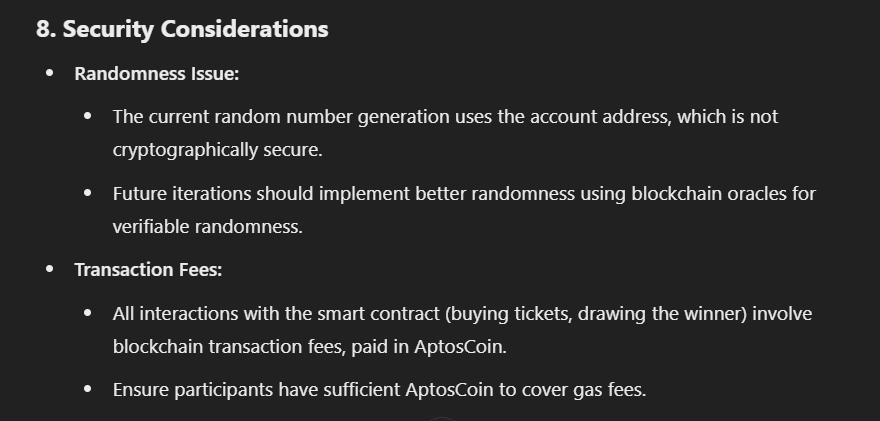 8. Security Considerations
• Randomness Issue:
• The current random number generation uses the account address, which is not
cryptographically secure.
• Future iterations should implement better randomness using blockchain oracles for
verifiable randomness.
• Transaction Fees:
• All interactions with the smart contract (buying tickets, drawing the winner) involve
blockchain transaction fees, paid in AptosCoin.
• Ensure participants have sufficient AptosCoin to cover gas fees.